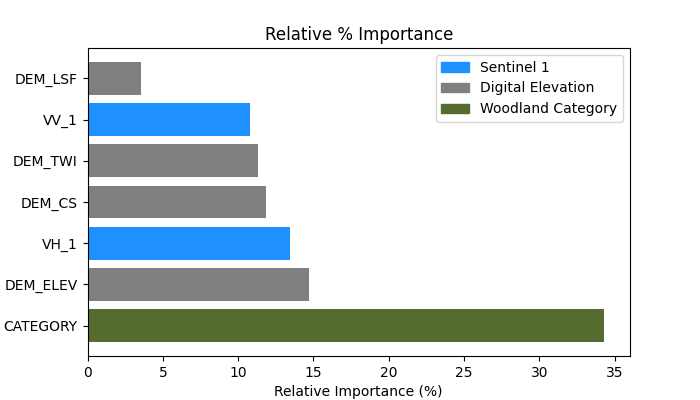 Relative % Importance
Sentinel 1
Digital Elevation
Woodland Category
DEM_LSF
VV_1
DEM_TWI
DEM_CS
VH_1
DEM_ELEV
CATEGORY
0 5 10 15 20 25 30 35
Relative Importance (%)